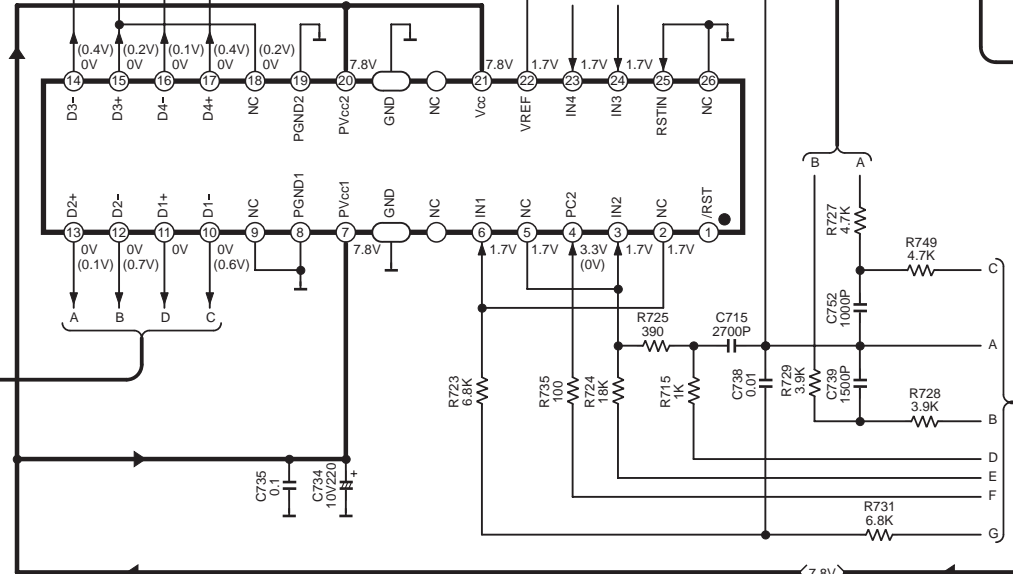 (0.4V) (0.2V) (0.1V) (0.4V) (0.2V)
0V 0V 0V 0V 0V 7.8V 7.8V 1.7V 1.7V 1.7V
14 15 16 17 18 19 20 21 22 23 24 25 26
D3- D3+ D4- D4+ NC PGND2 PVcc2 GND NC Vcc VREF IN4 IN3 RSTIN NC
D2+ D2- D1+ D1- NC PGND1 PVcc1 GND NC IN1 NC PC2 IN2 NC /RST
13 12 11 10 9 8 7 6 5 4 3 2 1
0V 0V 0V 0V 7.8V 1.7V 1.7V 3.3V 1.7V 1.7V
(0.1V) (0.7V) (0.6V) (0V)
A B D C
B A
R727
4.7K
R749
4.7K
C
C752
1000P
R725
390
C715
2700P
A
R723
6.8K
R735
100
R724
18K
R715
1K
C738
0.01
R729
3.9K
C739
1500P
R728
3.9K
B
D
E
F
R731
6.8K
G
C735
0.1
C734
10V220
+
7.8V